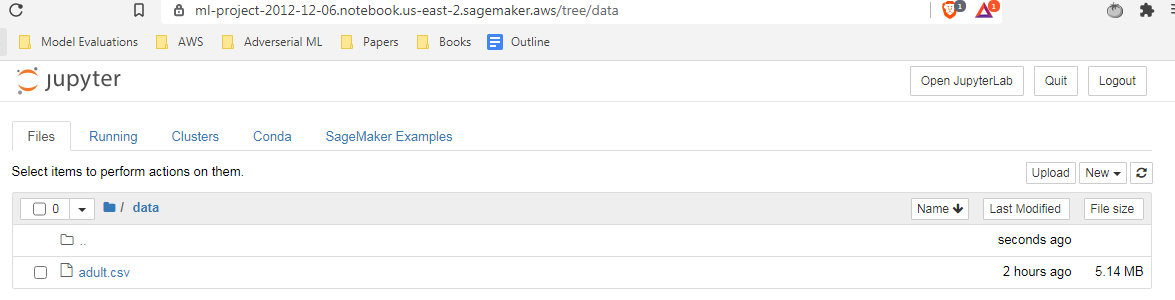 ml-project-2012-12-06.notebook.us-east-2.sagemaker.aws/tree/data 1 1
Model Evaluations AWS Adverserial ML Papers Books Outline
jupyter Open JupyterLab Quit Logout
Files Running Clusters Conda SageMaker Examples
Select items to perform actions on them. Upload New
0 / data Name Last Modified File size
.. seconds ago
adult.csv 2 hours ago 5.14 MB